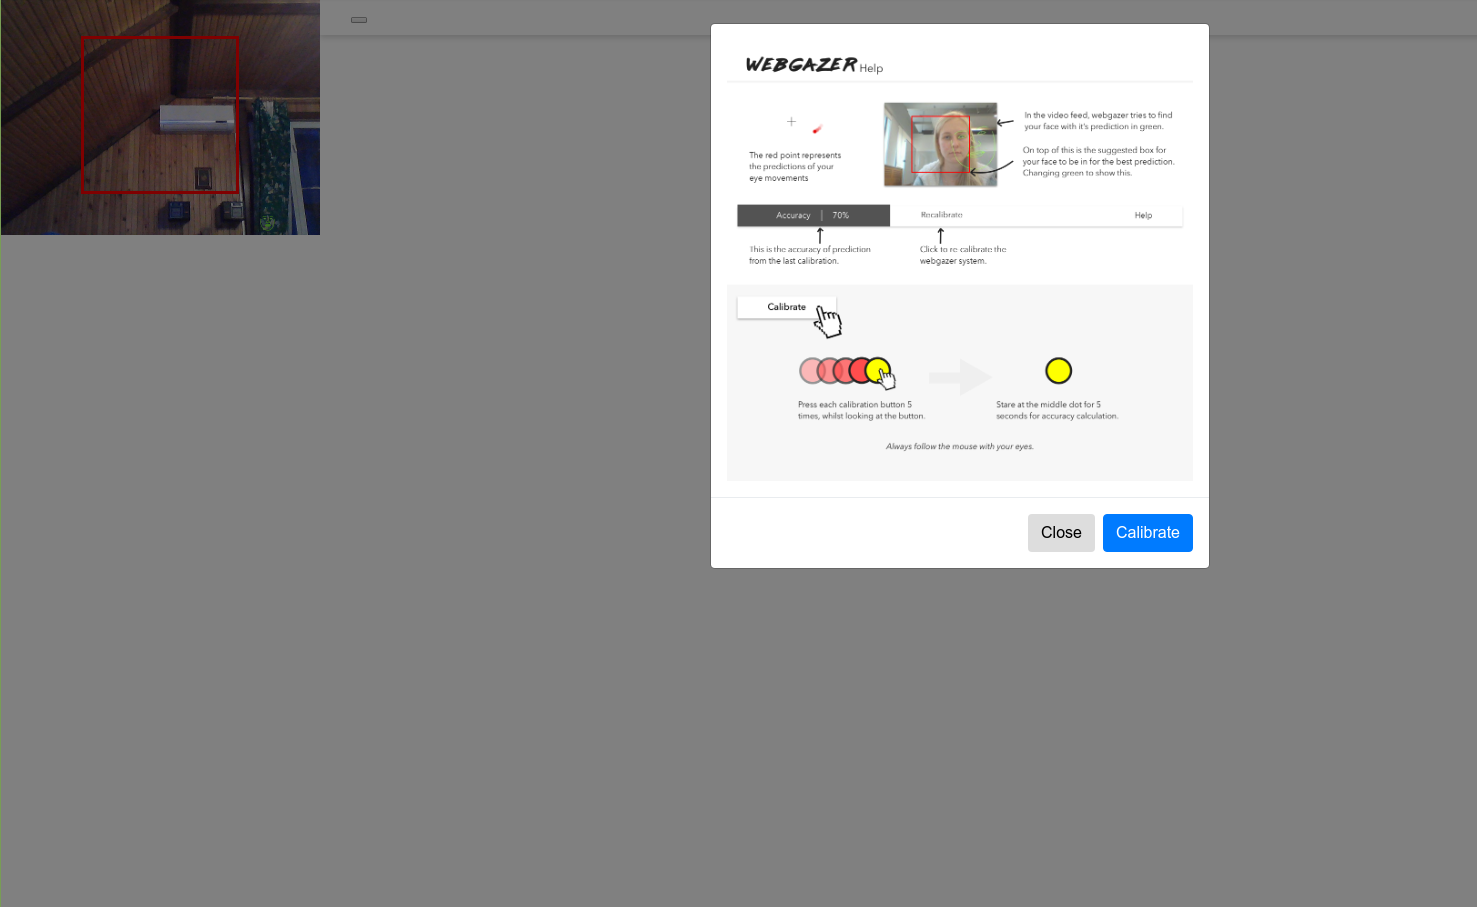 WEBGAZER Help
In the video feed, webgazer tries to find
your face with it's prediction in green.
On top of this is the suggested box for
your face to be in for the best prediction.
Changing green to show this.
The red point represents
the predictions of your
eye movements
Accuracy | 70%
Recalibrate
Help
This is the accuracy of prediction
from the last calibration.
Click to re-calibrate the
webgazer system.
Calibrate
Press each calibration button 5
times, whilst looking at the button.
Stare at the middle dot for 5
seconds for accuracy calculation.
Always follow the mouse with your eyes.
Close
Calibrate